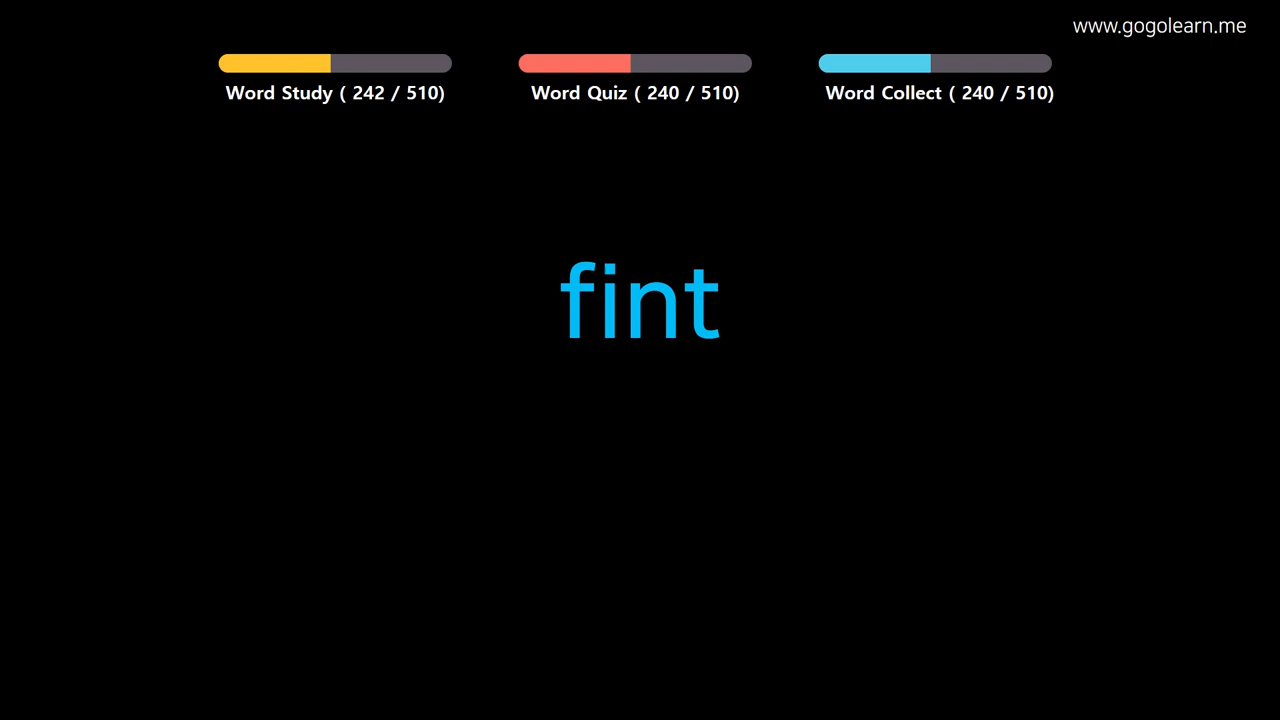 www.gogolearn.me
Word Study ( 242 / 510)
Word Quiz ( 240 / 510)
Word Collect ( 240 / 510)
fint